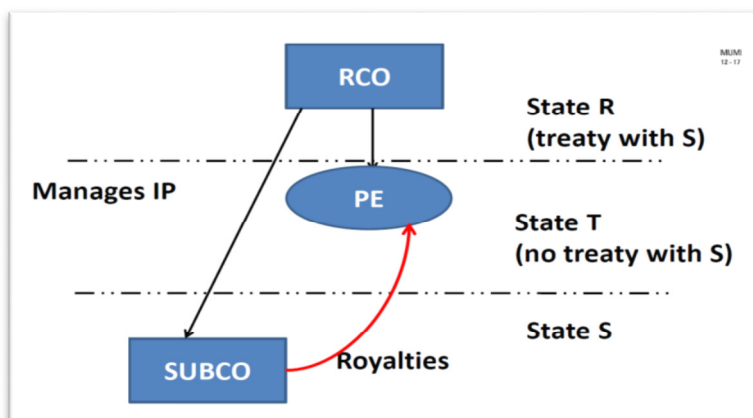 RCO
MUMI
12 - 17
State R
(treaty with S)
Manages IP
PE
State T
(no treaty with S)
State S
Royalties
SUBCO